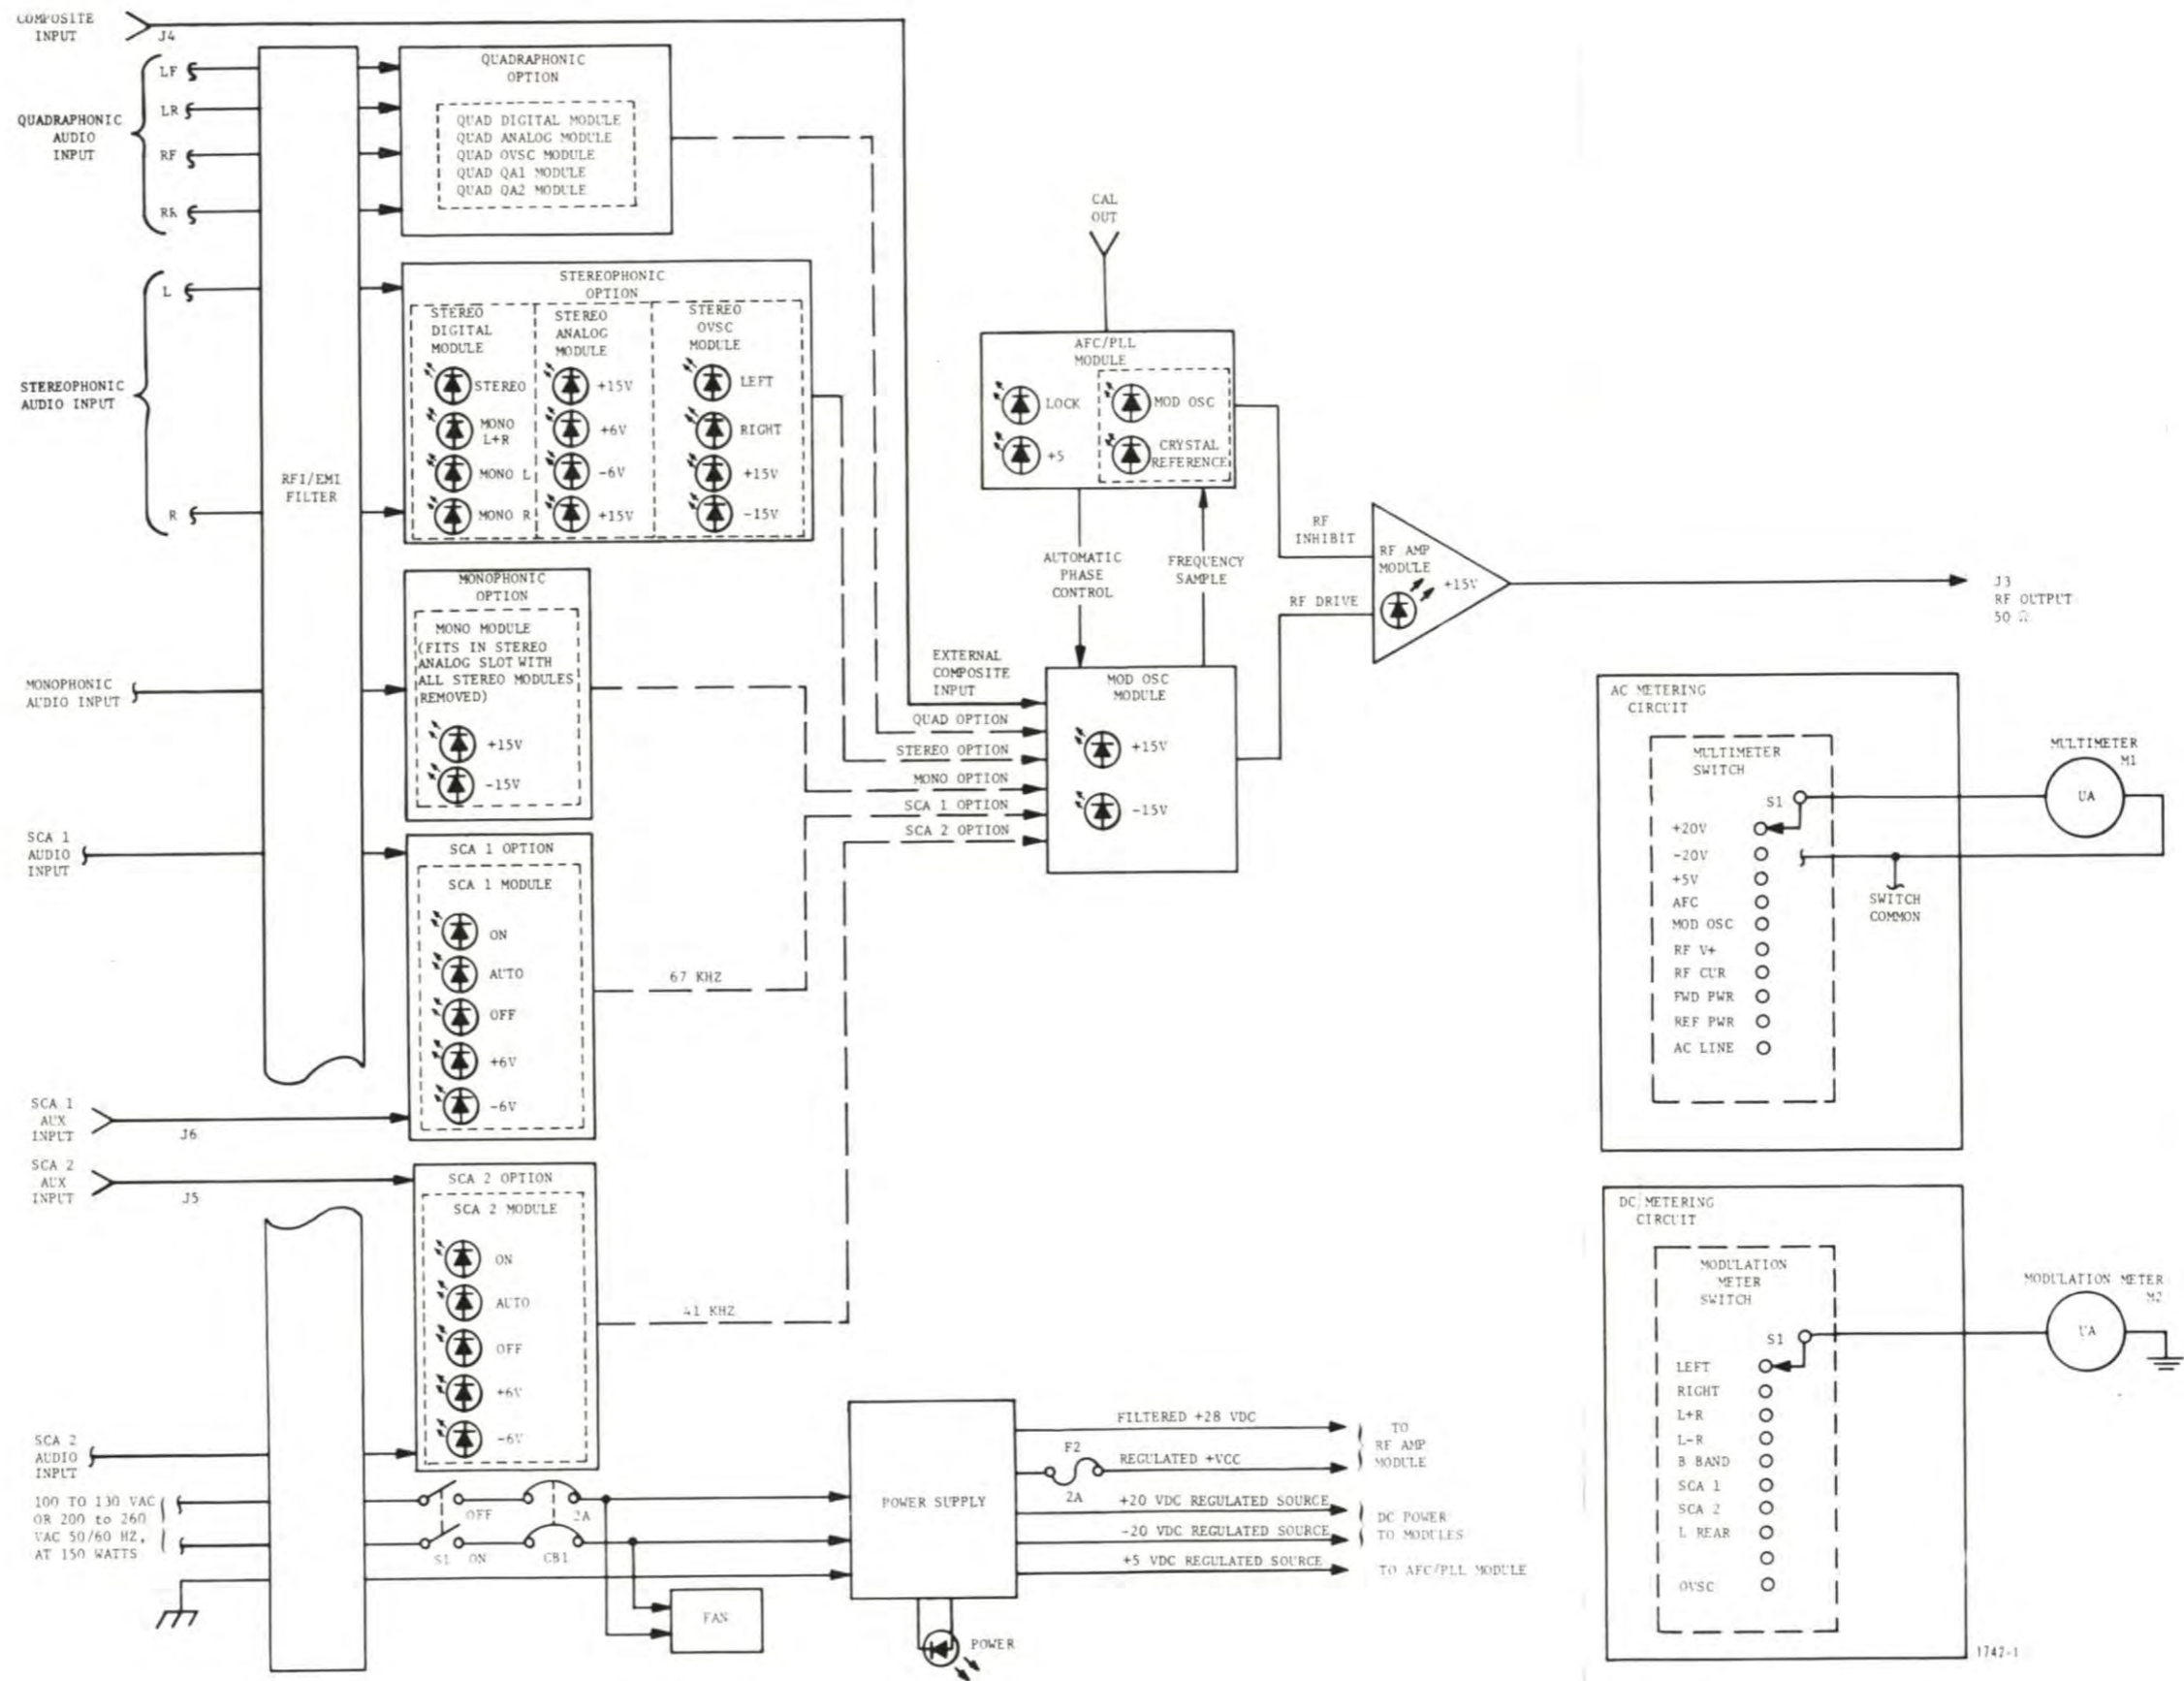 COMPOSITE
INPUT
J4
QUADRAPHONIC
AUDIO
INPUT
LF
LR
RF
RR
QUADRAPHONIC
OPTION
QUAD DIGITAL MODULE
QUAD ANALOG MODULE
QUAD OVSC MODULE
QUAD QA1 MODULE
QUAD QA2 MODULE
STEREOPHONIC
AUDIO INPUT
L
R
RFI/EMI
FILTER
STEREOPHONIC
OPTION
STEREO
DIGITAL
MODULE
STEREO
MONO
L+R
MONO L
MONO R
STEREO
ANALOG
MODULE
+15V
+6V
-6V
+15V
STEREO
OVSC
MODULE
LEFT
RIGHT
+15V
-15V
MONOPHONIC
AUDIO INPUT
MONOPHONIC
OPTION
MONO MODULE
(FITS IN STEREO
ANALOG SLOT WITH
ALL STEREO MODULES
REMOVED)
+15V
-15V
SCA 1
AUDIO
INPUT
SCA 1 OPTION
SCA 1 MODULE
ON
AUTO
OFF
+6V
-6V
67 KHZ
SCA 1
AUX
INPUT
J6
SCA 2
AUX
INPUT
J5
SCA 2 OPTION
SCA 2 MODULE
ON
AUTO
OFF
+6V
-6V
41 KHZ
SCA 2
AUDIO
INPUT
100 TO 130 VAC
OR 200 to 260
VAC 50/60 HZ,
AT 150 WATTS
OFF
S1 ON
2A
CB1
FAN
POWER SUPPLY
POWER
FILTERED +28 VDC
F2
REGULATED +VCC
2A
TO
RF AMP
MODULE
+20 VDC REGULATED SOURCE
-20 VDC REGULATED SOURCE
DC POWER
TO MODULES
+5 VDC REGULATED SOURCE
TO AFC/PLL MODULE
CAL
OUT
AFC/PLL
MODULE
LOCK
+5
MOD OSC
CRYSTAL
REFERENCE
AUTOMATIC
PHASE
CONTROL
FREQUENCY
SAMPLE
EXTERNAL
COMPOSITE
INPUT
QUAD OPTION
STEREO OPTION
MONO OPTION
SCA 1 OPTION
SCA 2 OPTION
MOD OSC
MODULE
+15V
-15V
RF
INHIBIT
RF DRIVE
RF AMP
MODULE
+15V
J3
RF OUTPUT
50 Ω
AC METERING
CIRCUIT
MULTIMETER
SWITCH
S1
+20V
-20V
+5V
AFC
MOD OSC
RF V+
RF CUR
FWD PWR
REF PWR
AC LINE
SWITCH
COMMON
MULTIMETER
M1
UA
DC METERING
CIRCUIT
MODULATION
METER
SWITCH
S1
LEFT
RIGHT
L+R
L-R
B BAND
SCA 1
SCA 2
L REAR
OVSC
MODULATION METER
M2
UA
1742-1